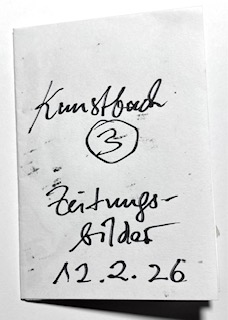 Kunstbuch
3
Zeitungs-
bilder
12.2.26